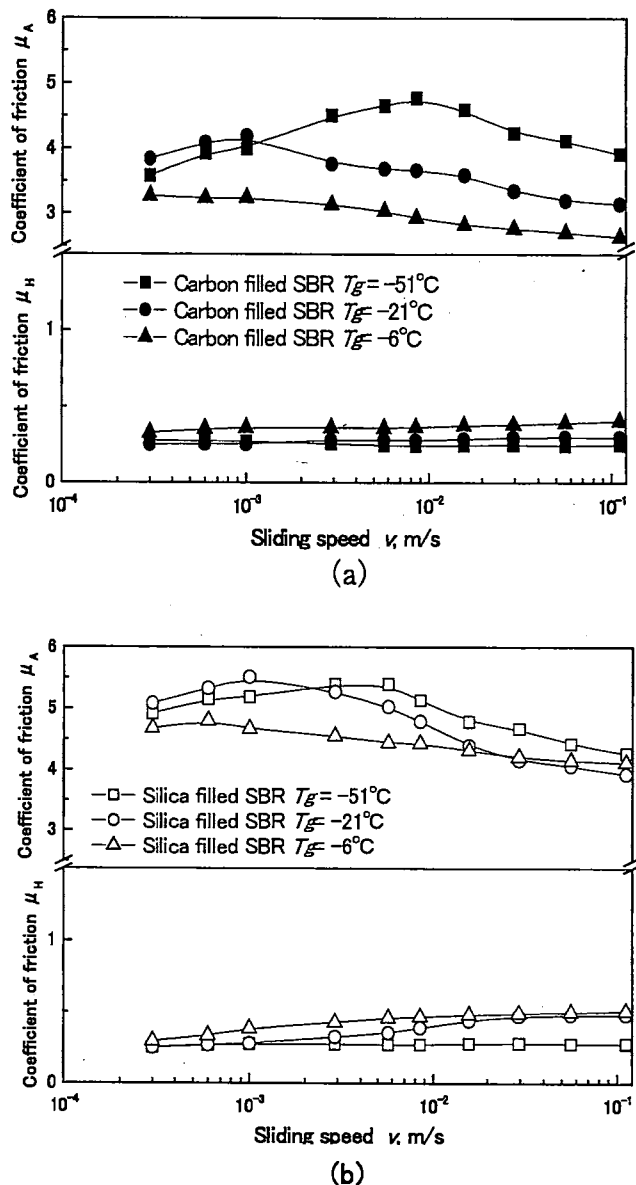 6
5
4
3
Coefficient of friction μA
■ Carbon filled SBR Tg= −51°C
● Carbon filled SBR Tg= −21°C
▲ Carbon filled SBR Tg= −6°C
1
0
Coefficient of friction μH
10-4
10-3
10-2
10-1
Sliding speed v, m/s
(a)
6
5
4
3
Coefficient of friction μA
□ Silica filled SBR Tg= −51°C
○ Silica filled SBR Tg= −21°C
△ Silica filled SBR Tg= −6°C
1
0
Coefficient of friction μH
10-4
10-3
10-2
10-1
Sliding speed v, m/s
(b)